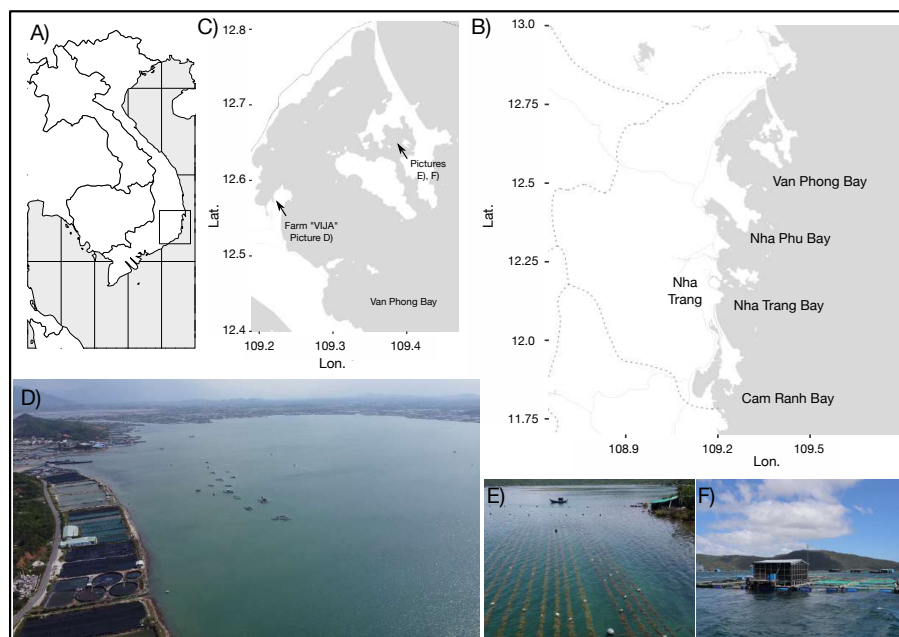 A)
C)
12.8
12.7
12.6
12.5
12.4
109.2
109.3
109.4
Lon.
Pictures
E), F)
Farm "VIJA"
Picture D)
Van Phong Bay
B)
13.0
12.75
12.5
12.25
12.0
11.75
Lat.
108.9
109.2
109.5
Lon.
Van Phong Bay
Nha Phu Bay
Nha
Trang
Nha Trang Bay
Cam Ranh Bay
D)
E)
F)